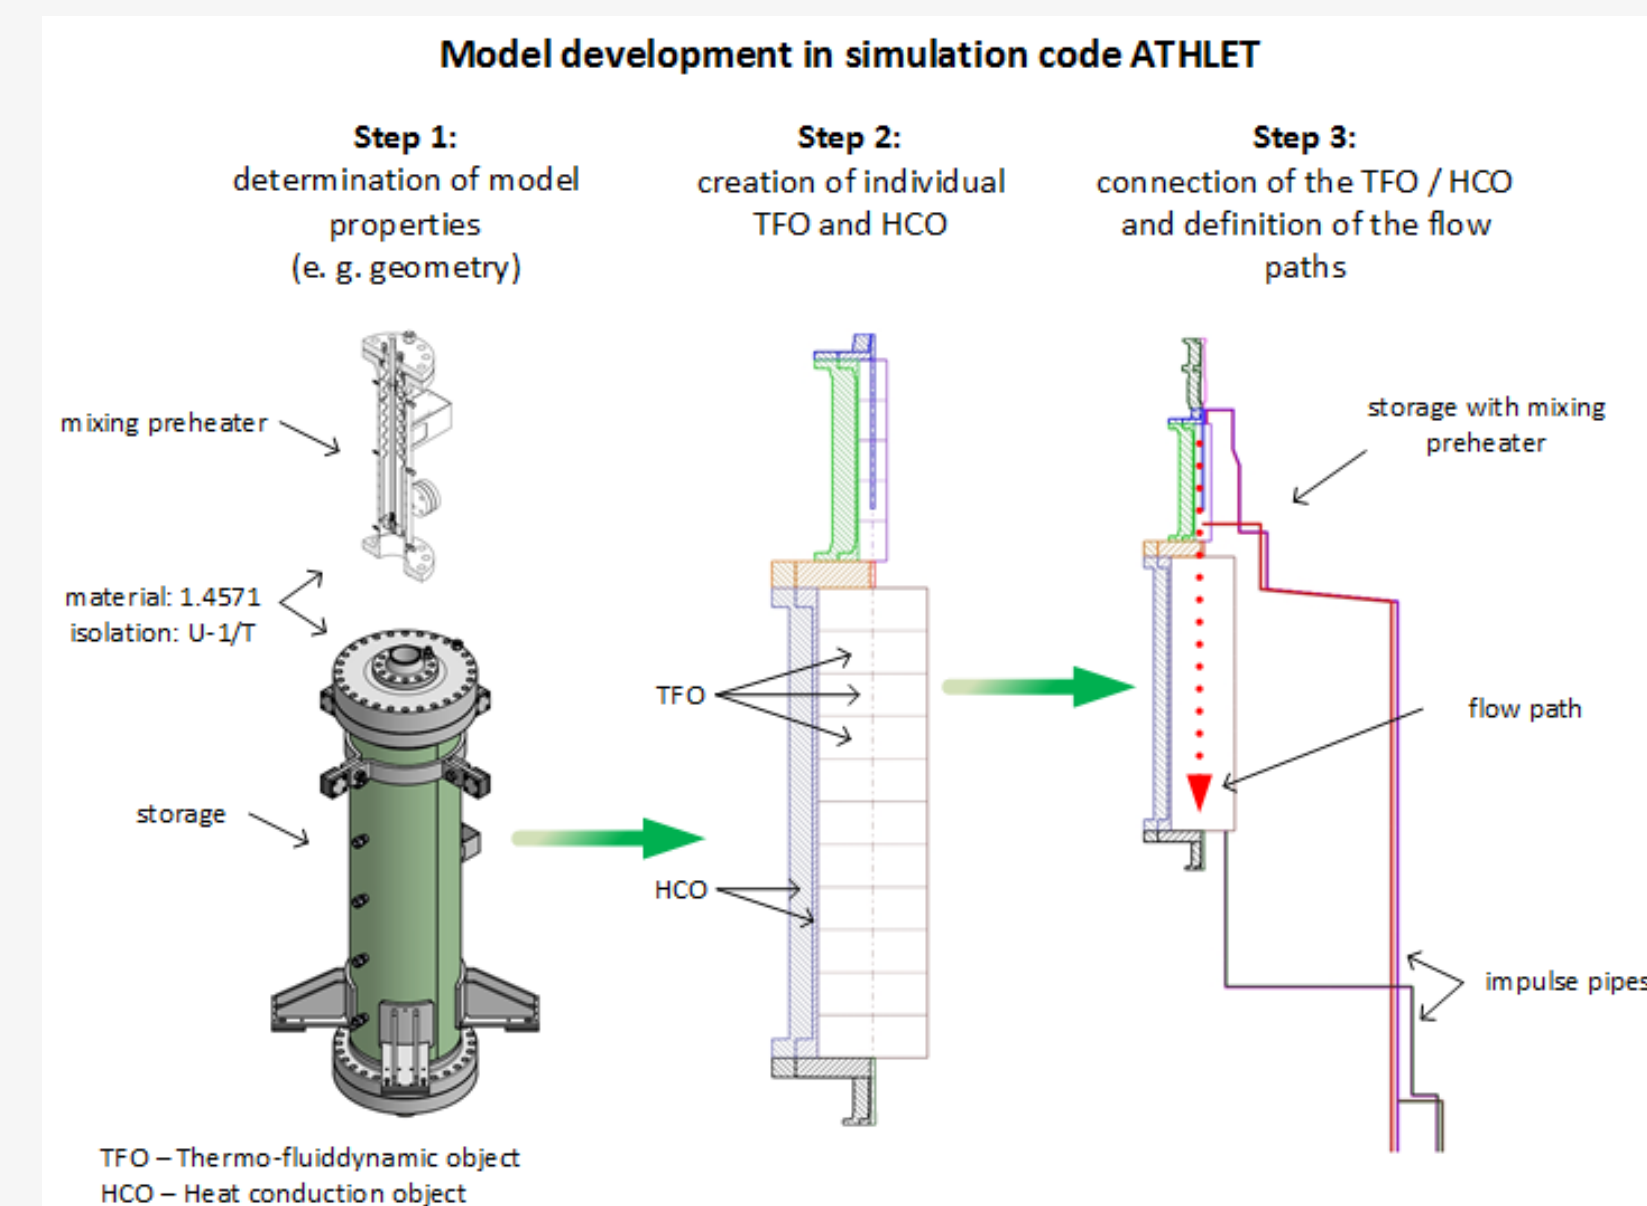 Model development in simulation code ATHLET
Step 1:
determination of model
properties
(e. g. geometry)
Step 2:
creation of individual
TFO and HCO
Step 3:
connection of the TFO / HCO
and definition of the flow
paths
mixing preheater
material: 1.4571
isolation: U-1/T
storage
TFO
HCO
storage with mixing
preheater
flow path
impulse pipes
TFO – Thermo-fluiddynamic object
HCO – Heat conduction object